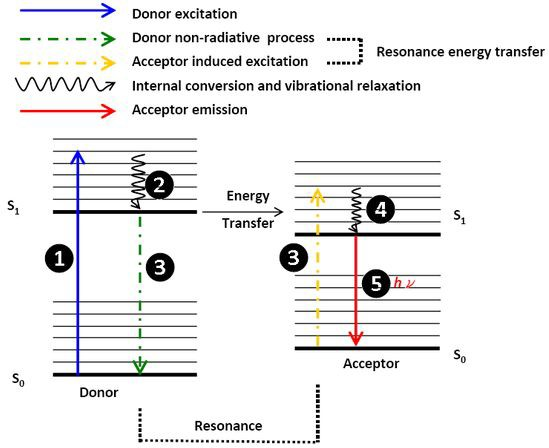 Donor excitation
Donor non-radiative process
Acceptor induced excitation
Resonance energy transfer
Internal conversion and vibrational relaxation
Acceptor emission
2
S1
Energy
Transfer
4
S1
1
3
3
5 hν
S0
Donor
Acceptor
S0
Resonance